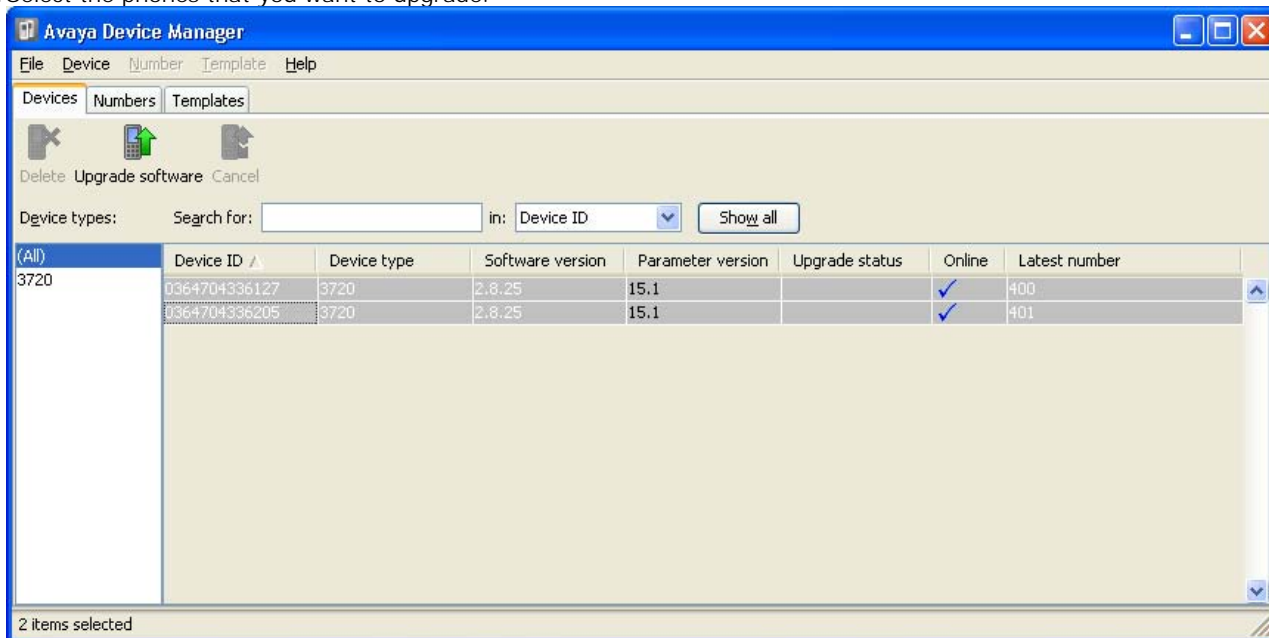 Select the phones that you want to upgrade.
Avaya Device Manager
File Device Number Template Help
Devices Numbers Templates
Delete Upgrade software Cancel
Device types: Search for: in: Device ID Show all
(All) Device ID Device type Software version Parameter version Upgrade status Online Latest number
3720 0364704336127 3720 2.8.25 15.1 400
0364704336205 3720 2.8.25 15.1 401
2 items selected